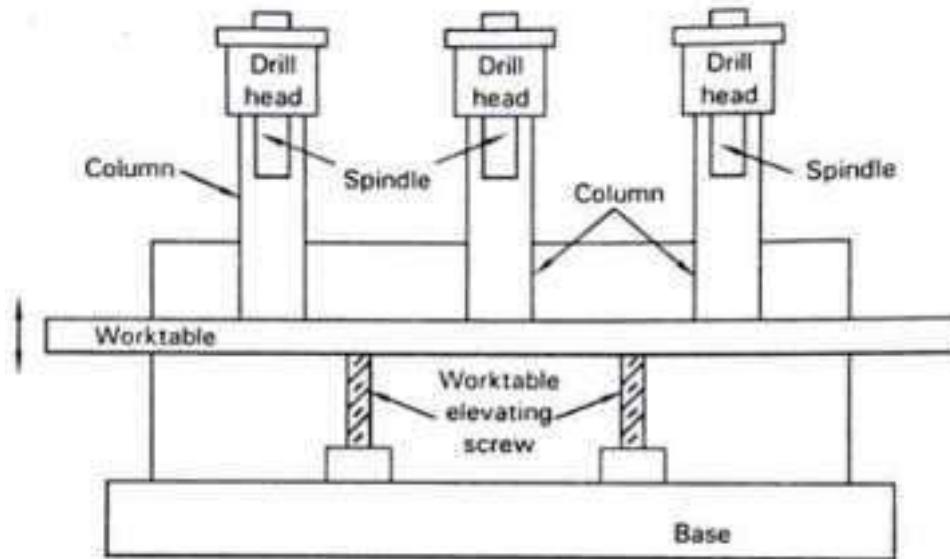 Drill
head
Drill
head
Drill
head
Column
Spindle
Column
Spindle
Worktable
Worktable
elevating
screw
Base